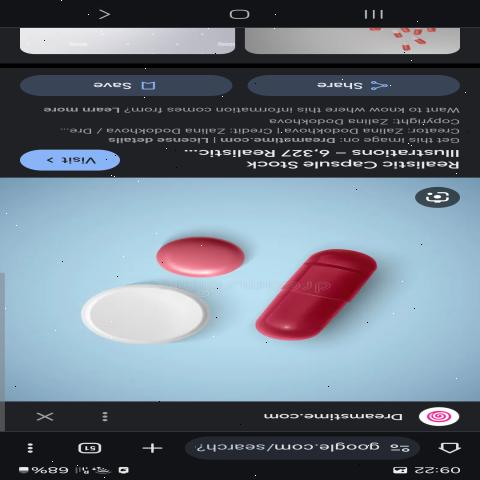 09:22
68%
google.com/search?
51
Dreamstime.com
dreamstime
Realistic Capsule Stock
Illustrations – 6,327 Realistic...
Visit >
Get this image on: Dreamstime.com | License details
Creator: Zalina Dodokhova | Credit: Zalina Dodokhova / Dre...
Copyright: Zalina Dodokhova
Want to know where this information comes from? Learn more
Share
Save